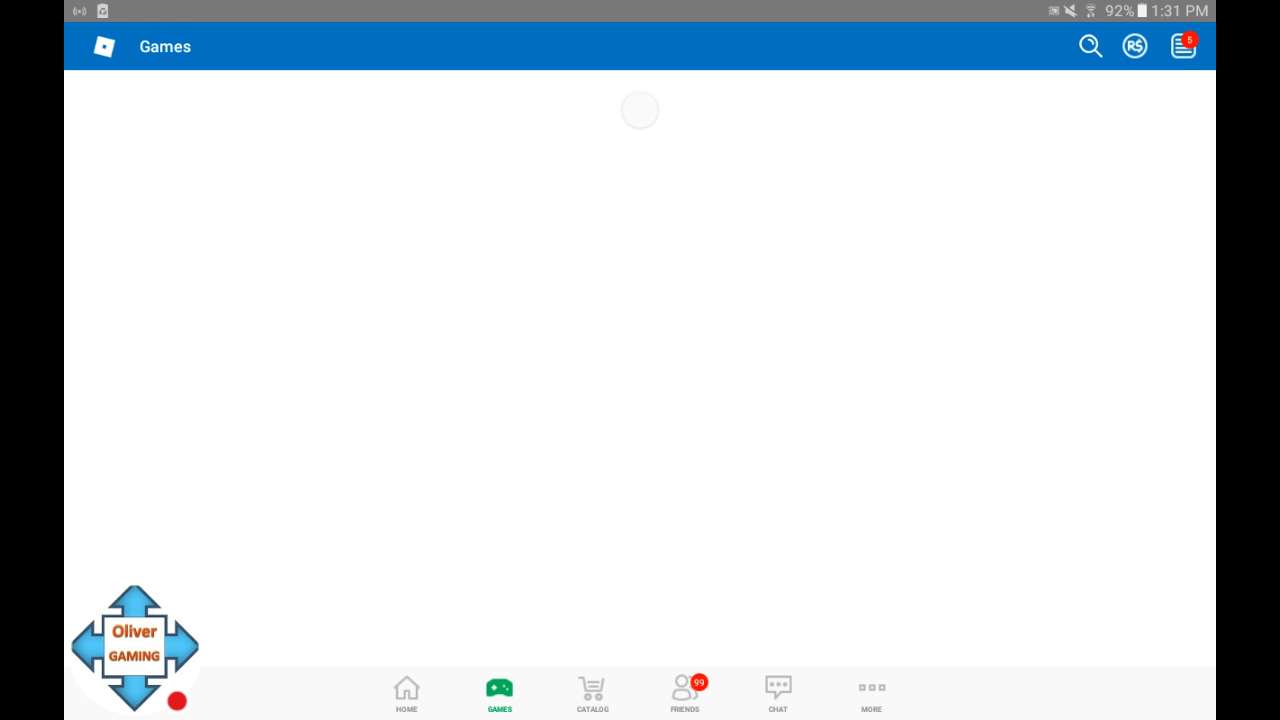 92% 1:31 PM
Games
R$
5
Oliver
GAMING
99
HOME
GAMES
CATALOG
FRIENDS
CHAT
MORE